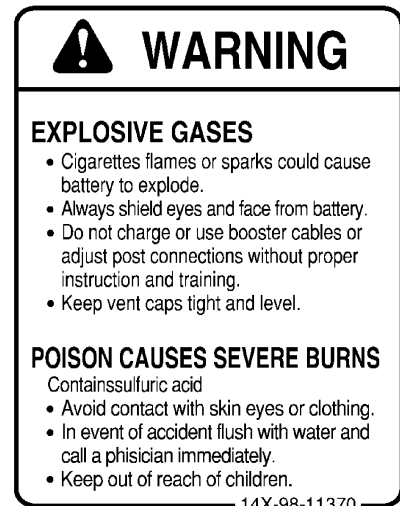 WARNING
EXPLOSIVE GASES
• Cigarettes flames or sparks could cause
battery to explode.
• Always shield eyes and face from battery.
• Do not charge or use booster cables or
adjust post connections without proper
instruction and training.
• Keep vent caps tight and level.
POISON CAUSES SEVERE BURNS
Containssulfuric acid
• Avoid contact with skin eyes or clothing.
• In event of accident flush with water and
call a phisician immediately.
• Keep out of reach of children.
14X-98-11370